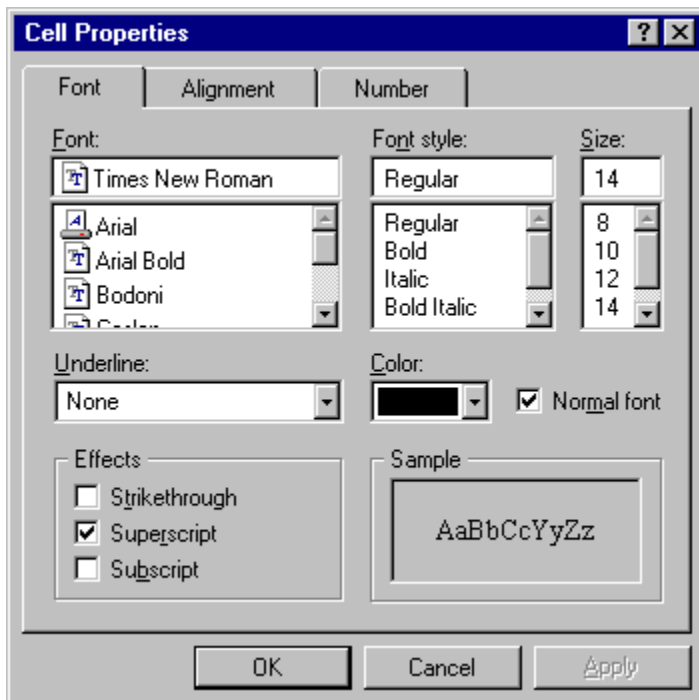 Cell Properties
Font Alignment Number
Font: Font style: Size:
Times New Roman Regular 14
Arial Regular 8
Arial Bold Bold 10
Bodoni Italic 12
Bold Italic 14
Underline: Color:
None Normal font
Effects Sample
Strikethrough
Superscript AaBbCcYyZz
Subscript
OK Cancel Apply